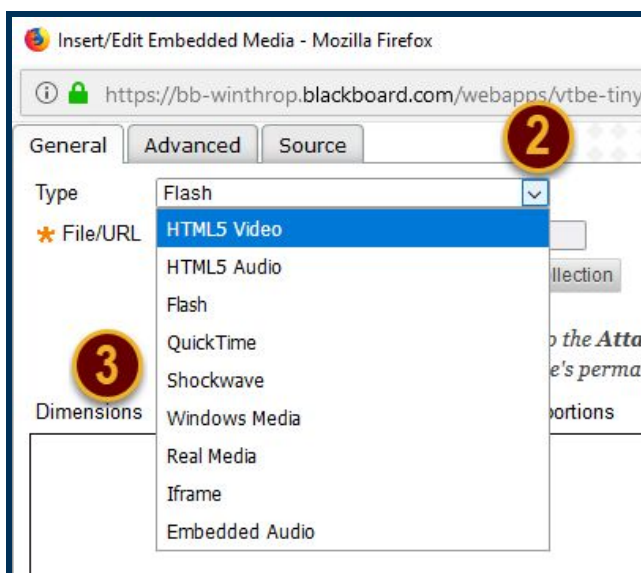 Insert/Edit Embedded Media - Mozilla Firefox
https://bb-winthrop.blackboard.com/webapps/vtbe-tiny
General Advanced Source
2
Type Flash
* File/URL HTML5 Video
HTML5 Audio
Flash
QuickTime
the Atta
3
Shockwave
perma
Dimensions Windows Media
Real Media
Iframe
Embedded Audio